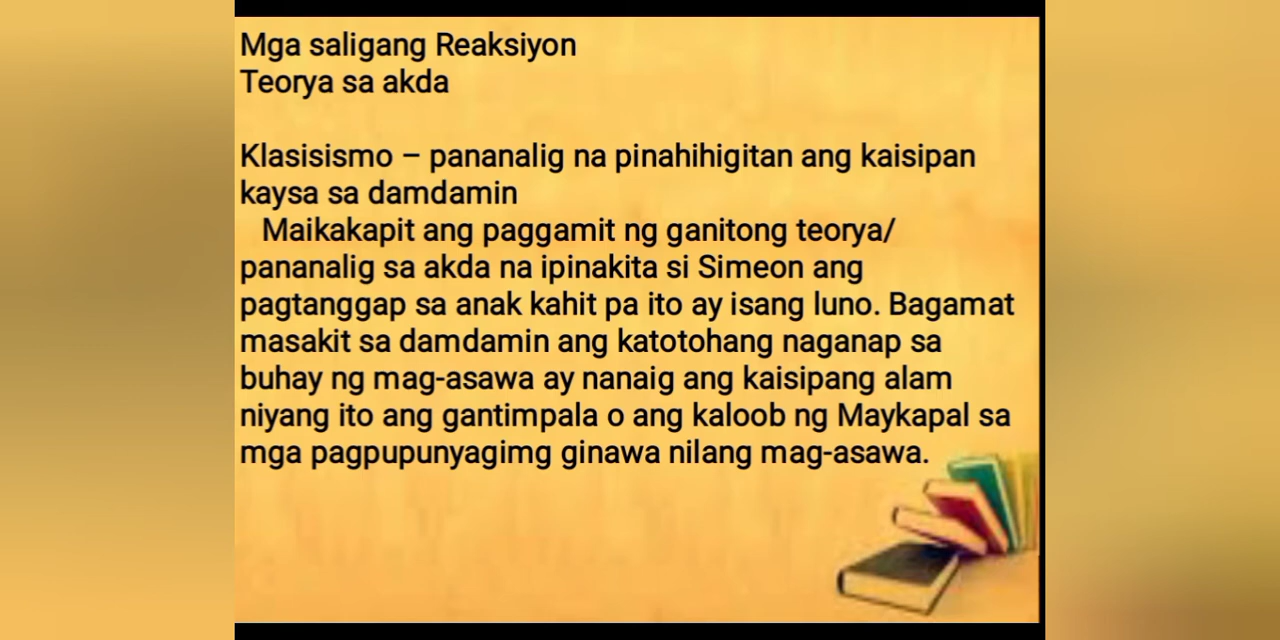 Mga saligang Reaksiyon
Teorya sa akda
Klasisismo – pananalig na pinahihigitan ang kaisipan
kaysa sa damdamin
Maikakapit ang paggamit ng ganitong teorya/
pananalig sa akda na ipinakita si Simeon ang
pagtanggap sa anak kahit pa ito ay isang luno. Bagamat
masakit sa damdamin ang katotohang naganap sa
buhay ng mag-asawa ay nanaig ang kaisipang alam
niyang ito ang gantimpala o ang kaloob ng Maykapal sa
mga pagpupunyagimg ginawa nilang mag-asawa.